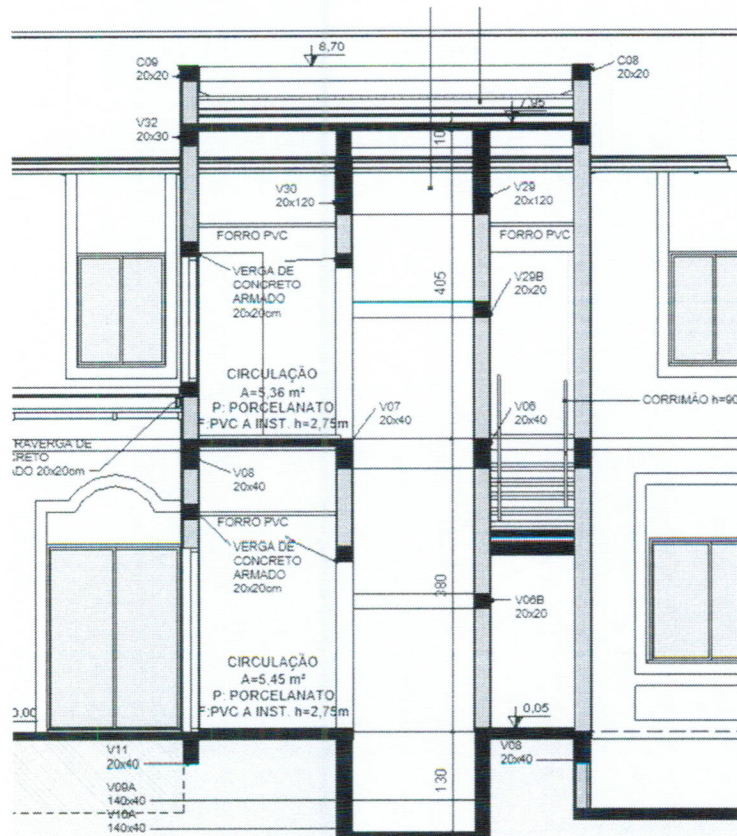 8,70
C09
20x20
C08
20x20
7,95
V32
20x30
10
V30
20x120
V29
20x120
FORRO PVC
FORRO PVC
VERGA DE
CONCRETO
ARMADO
20x20cm
405
V29B
20x20
CIRCULAÇÃO
A=5,36 m²
P: PORCELANATO
F:PVC A INST. h=2,75m
CORRIMÃO h=90
V07
20x40
V06
20x40
RAVERGA DE
CRETO
ADO 20x20cm
V08
20x40
FORRO PVC
VERGA DE
CONCRETO
ARMADO
20x20cm
380
V06B
20x20
CIRCULAÇÃO
A=5,45 m²
P: PORCELANATO
F:PVC A INST. h=2,75m
0,00
0,05
V11
20x40
V08
20x40
V09A
140x40
V10A
140x40
130